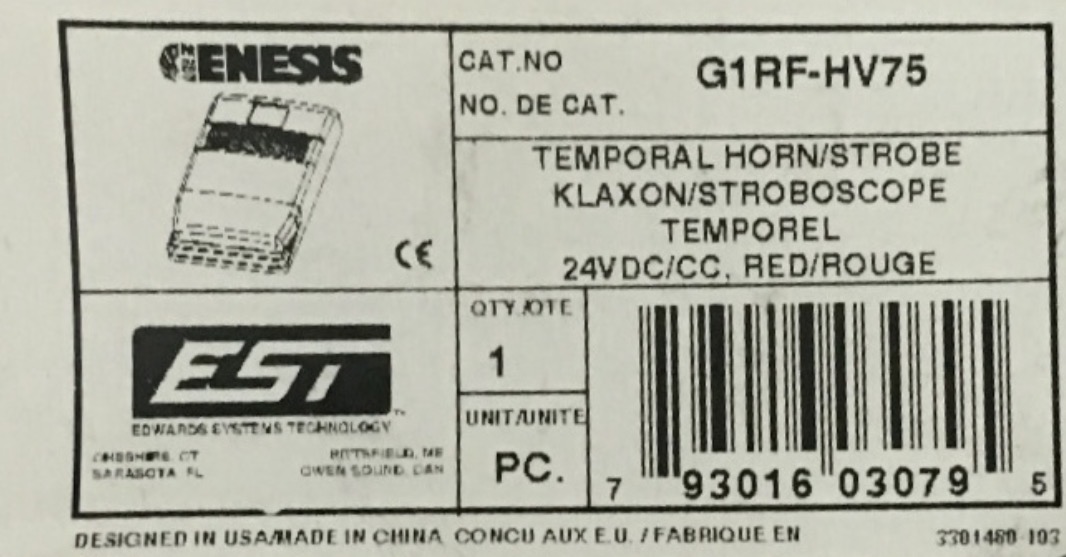 GENESIS
CE
CAT.NO
NO. DE CAT.
G1RF-HV75
TEMPORAL HORN/STROBE
KLAXON/STROBOSCOPE
TEMPOREL
24VDC/CC, RED/ROUGE
EST
TM
EDWARDS SYSTEMS TECHNOLOGY
CHESHIRE, CT PITTSFIELD, ME
SARASOTA FL OWEN SOUND, CAN
QTY./QTE
1
UNIT/UNITE
PC.
7 93016 03079 5
DESIGNED IN USA/MADE IN CHINA CONCU AUX E.U. / FABRIQUE EN
3301480-103